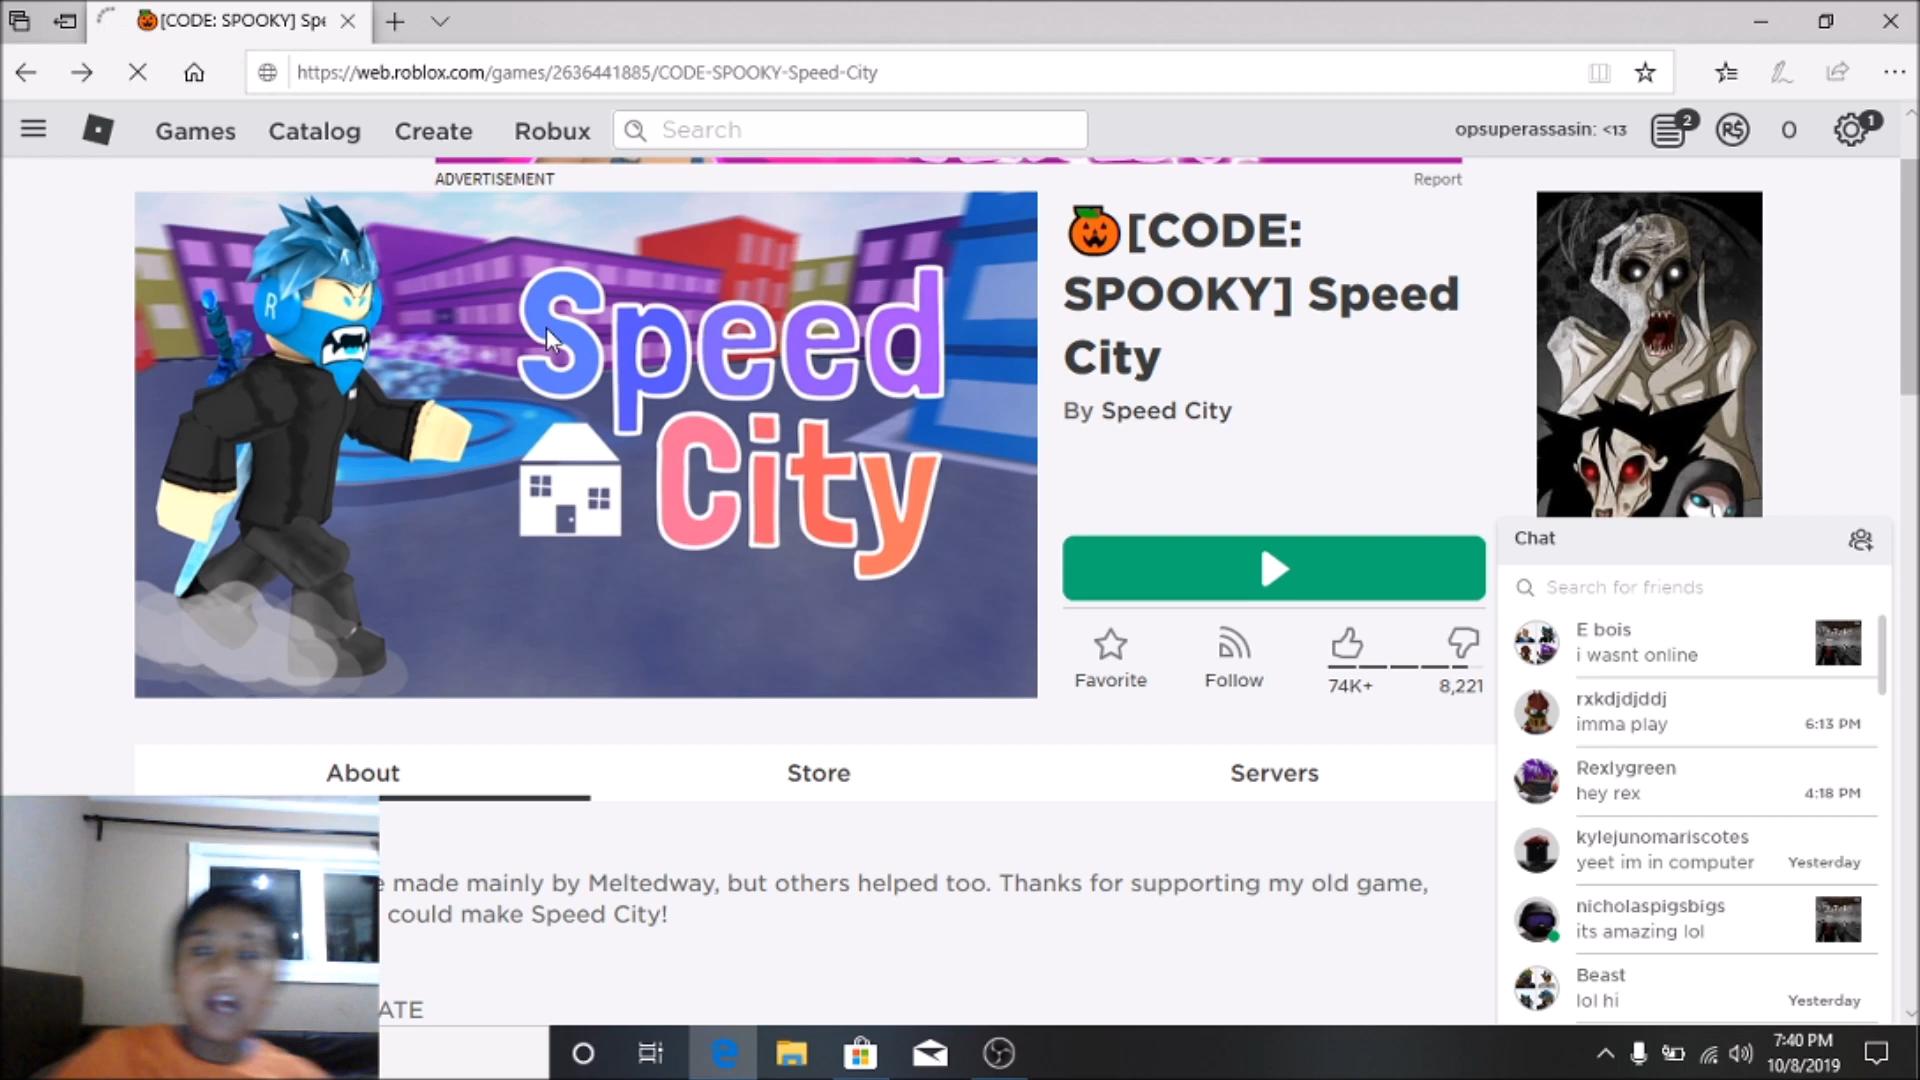 [CODE: SPOOKY] Spe
https://web.roblox.com/games/2636441885/CODE-SPOOKY-Speed-City
Games Catalog Create Robux Search opsuperassasin: <13 2 R$ 0 1
ADVERTISEMENT Report
Speed
City
R
[CODE:
SPOOKY] Speed
City
By Speed City
Favorite Follow 74K+ 8,221
About Store Servers
made mainly by Meltedway, but others helped too. Thanks for supporting my old game,
could make Speed City!
ATE
Chat
Search for friends
E bois
i wasnt online
rxkdjdjddj
imma play 6:13 PM
Rexlygreen
hey rex 4:18 PM
kylejunomariscotes
yeet im in computer Yesterday
nicholaspigsbigs
its amazing lol
Beast
lol hi Yesterday
7:40 PM
10/8/2019